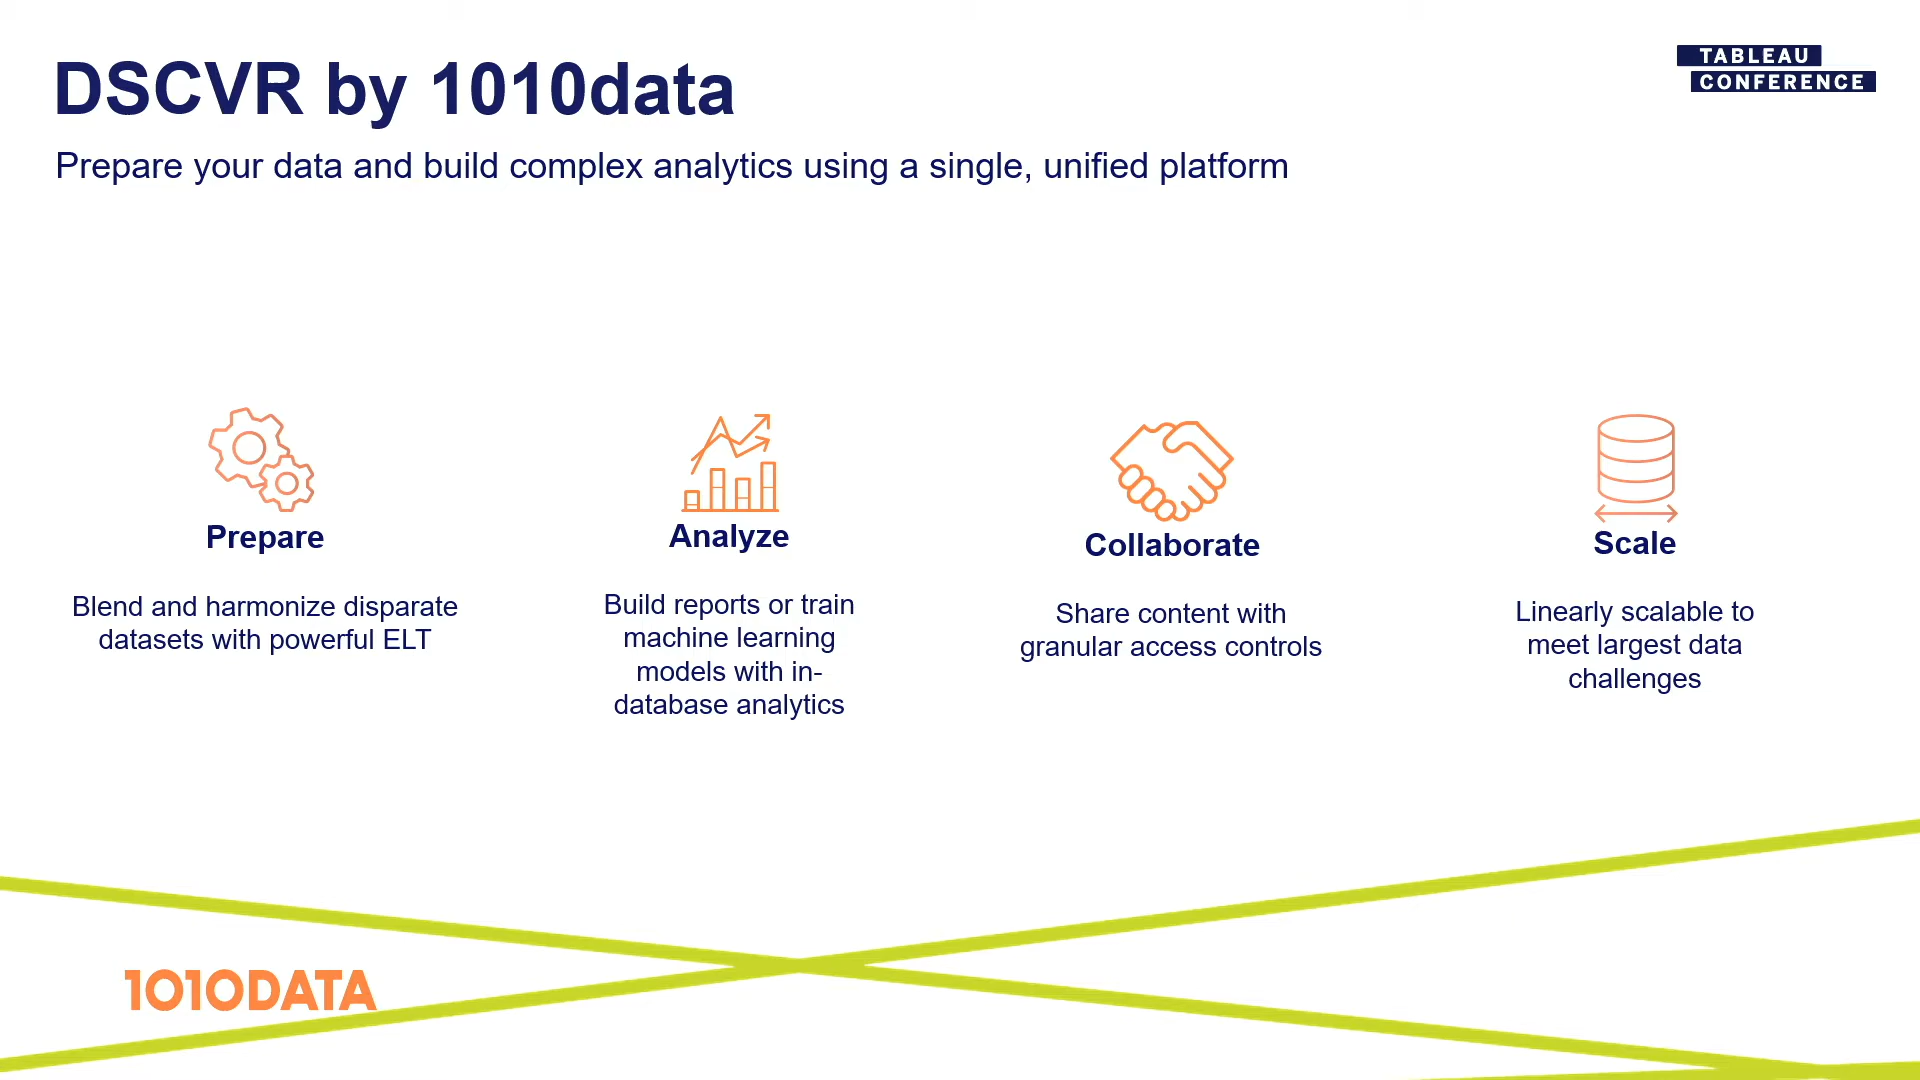 DSCVR by 1010data
TABLEAU
CONFERENCE
Prepare your data and build complex analytics using a single, unified platform
Prepare
Blend and harmonize disparate
datasets with powerful ELT
Analyze
Build reports or train
machine learning
models with in-
database analytics
Collaborate
Share content with
granular access controls
Scale
Linearly scalable to
meet largest data
challenges
1010DATA